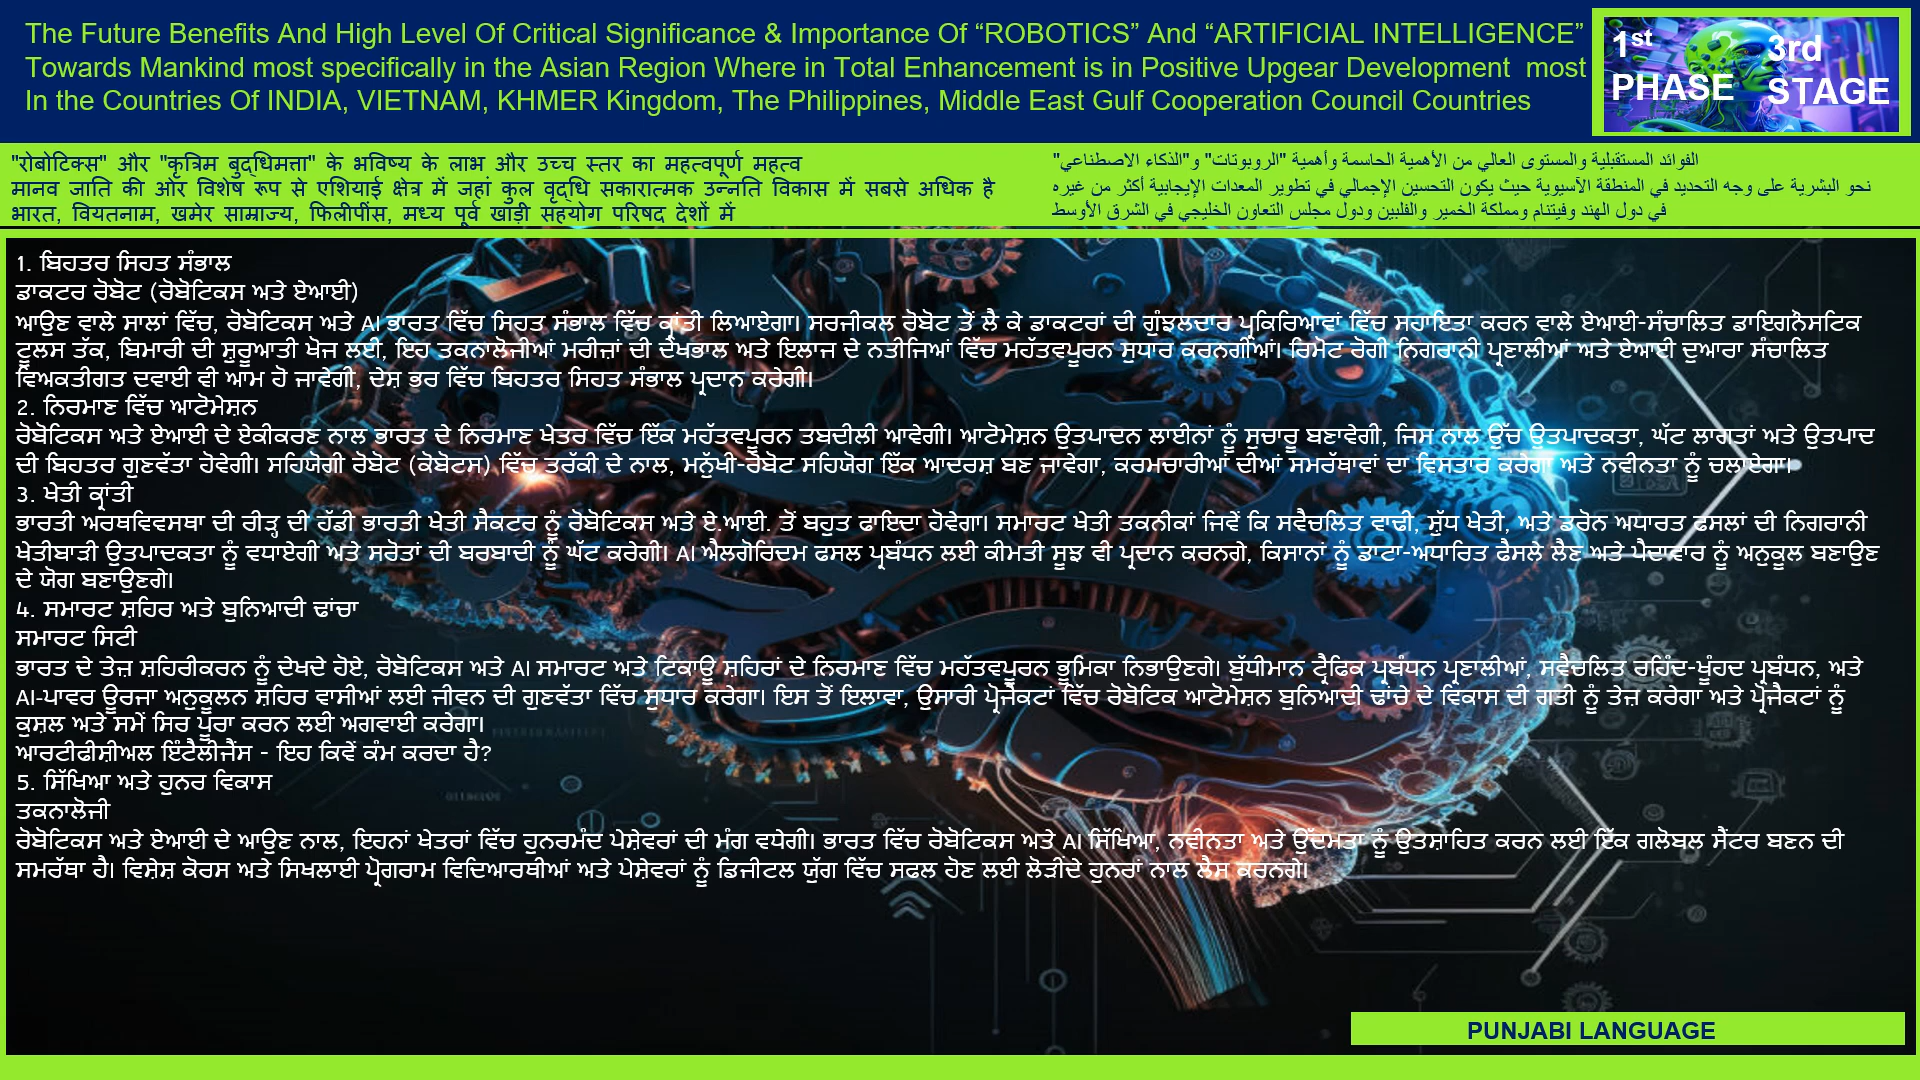 The Future Benefits And High Level Of Critical Significance & Importance Of “ROBOTICS” And “ARTIFICIAL INTELLIGENCE”
Towards Mankind most specifically in the Asian Region Where in Total Enhancement is in Positive Upgear Development  most
In the Countries Of INDIA, VIETNAM, KHMER Kingdom, The Philippines, Middle East Gulf Cooperation Council Countries
1st PHASE
3rd STAGE
"रोबोटिक्स" और "कृत्रिम बुद्धिमत्ता" के भविष्य के लाभ और उच्च स्तर का महत्वपूर्ण महत्व
मानव जाति की ओर विशेष रूप से एशियाई क्षेत्र में जहां कुल वृद्धि सकारात्मक उन्नति विकास में सबसे अधिक है
भारत, वियतनाम, खमेर साम्राज्य, फिलीपींस, मध्य पूर्व खाड़ी सहयोग परिषद देशों में
الفوائد المستقبلية والمستوى العالي من الأهمية الحاسمة وأهمية "الروبوتات" و"الذكاء الاصطناعي"
نحو البشرية على وجه التحديد في المنطقة الآسيوية حيث يكون التحسين الإجمالي في تطوير المعدات الإيجابية أكثر من غيره
في دول الهند وفيتنام ومملكة الخمير والفلبين ودول مجلس التعاون الخليجي في الشرق الأوسط
1. ਬਿਹਤਰ ਸਿਹਤ ਸੰਭਾਲ
ਡਾਕਟਰ ਰੋਬੋਟ (ਰੋਬੋਟਿਕਸ ਅਤੇ ਏਆਈ)
ਆਉਣ ਵਾਲੇ ਸਾਲਾਂ ਵਿੱਚ, ਰੋਬੋਟਿਕਸ ਅਤੇ AI ਭਾਰਤ ਵਿੱਚ ਸਿਹਤ ਸੰਭਾਲ ਵਿੱਚ ਕ੍ਰਾਂਤੀ ਲਿਆਏਗਾ। ਸਰਜੀਕਲ ਰੋਬੋਟ ਤੋਂ ਲੈ ਕੇ ਡਾਕਟਰਾਂ ਦੀ ਗੁੰਝਲਦਾਰ ਪ੍ਰਕਿਰਿਆਵਾਂ ਵਿੱਚ ਸਹਾਇਤਾ ਕਰਨ ਵਾਲੇ ਏਆਈ-ਸੰਚਾਲਿਤ ਡਾਇਗਨੌਸਟਿਕ
ਟੂਲਸ ਤੱਕ, ਬਿਮਾਰੀ ਦੀ ਸ਼ੁਰੂਆਤੀ ਖੋਜ ਲਈ, ਇਹ ਤਕਨਾਲੋਜੀਆਂ ਮਰੀਜ਼ਾਂ ਦੀ ਦੇਖਭਾਲ ਅਤੇ ਇਲਾਜ ਦੇ ਨਤੀਜਿਆਂ ਵਿੱਚ ਮਹੱਤਵਪੂਰਨ ਸੁਧਾਰ ਕਰਨਗੀਆਂ। ਰਿਮੋਟ ਰੋਗੀ ਨਿਗਰਾਨੀ ਪ੍ਰਣਾਲੀਆਂ ਅਤੇ ਏਆਈ ਦੁਆਰਾ ਸੰਚਾਲਿਤ
ਵਿਅਕਤੀਗਤ ਦਵਾਈ ਵੀ ਆਮ ਹੋ ਜਾਵੇਗੀ, ਦੇਸ਼ ਭਰ ਵਿੱਚ ਬਿਹਤਰ ਸਿਹਤ ਸੰਭਾਲ ਪ੍ਰਦਾਨ ਕਰੇਗੀ।
2. ਨਿਰਮਾਣ ਵਿੱਚ ਆਟੋਮੇਸ਼ਨ
ਰੋਬੋਟਿਕਸ ਅਤੇ ਏਆਈ ਦੇ ਏਕੀਕਰਣ ਨਾਲ ਭਾਰਤ ਦੇ ਨਿਰਮਾਣ ਖੇਤਰ ਵਿੱਚ ਇੱਕ ਮਹੱਤਵਪੂਰਨ ਤਬਦੀਲੀ ਆਵੇਗੀ। ਆਟੋਮੇਸ਼ਨ ਉਤਪਾਦਨ ਲਾਈਨਾਂ ਨੂੰ ਸੁਚਾਰੂ ਬਣਾਵੇਗੀ, ਜਿਸ ਨਾਲ ਉੱਚ ਉਤਪਾਦਕਤਾ, ਘੱਟ ਲਾਗਤਾਂ ਅਤੇ ਉਤਪਾਦ
ਦੀ ਬਿਹਤਰ ਗੁਣਵੱਤਾ ਹੋਵੇਗੀ। ਸਹਿਯੋਗੀ ਰੋਬੋਟ (ਕੋਬੋਟਸ) ਵਿੱਚ ਤਰੱਕੀ ਦੇ ਨਾਲ, ਮਨੁੱਖੀ-ਰੋਬੋਟ ਸਹਿਯੋਗ ਇੱਕ ਆਦਰਸ਼ ਬਣ ਜਾਵੇਗਾ, ਕਰਮਚਾਰੀਆਂ ਦੀਆਂ ਸਮਰੱਥਾਵਾਂ ਦਾ ਵਿਸਤਾਰ ਕਰੇਗਾ ਅਤੇ ਨਵੀਨਤਾ ਨੂੰ ਚਲਾਏਗਾ।
3. ਖੇਤੀ ਕ੍ਰਾਂਤੀ
ਭਾਰਤੀ ਅਰਥਵਿਵਸਥਾ ਦੀ ਰੀੜ੍ਹ ਦੀ ਹੱਡੀ ਭਾਰਤੀ ਖੇਤੀ ਸੈਕਟਰ ਨੂੰ ਰੋਬੋਟਿਕਸ ਅਤੇ ਏ.ਆਈ. ਤੋਂ ਬਹੁਤ ਫਾਇਦਾ ਹੋਵੇਗਾ। ਸਮਾਰਟ ਖੇਤੀ ਤਕਨੀਕਾਂ ਜਿਵੇਂ ਕਿ ਸਵੈਚਲਿਤ ਵਾਢੀ, ਸ਼ੁੱਧ ਖੇਤੀ, ਅਤੇ ਡਰੋਨ ਅਧਾਰਤ ਫਸਲਾਂ ਦੀ ਨਿਗਰਾਨੀ
ਖੇਤੀਬਾੜੀ ਉਤਪਾਦਕਤਾ ਨੂੰ ਵਧਾਏਗੀ ਅਤੇ ਸਰੋਤਾਂ ਦੀ ਬਰਬਾਦੀ ਨੂੰ ਘੱਟ ਕਰੇਗੀ। AI ਐਲਗੋਰਿਦਮ ਫਸਲ ਪ੍ਰਬੰਧਨ ਲਈ ਕੀਮਤੀ ਸੂਝ ਵੀ ਪ੍ਰਦਾਨ ਕਰਨਗੇ, ਕਿਸਾਨਾਂ ਨੂੰ ਡਾਟਾ-ਅਧਾਰਿਤ ਫੈਸਲੇ ਲੈਣ ਅਤੇ ਪੈਦਾਵਾਰ ਨੂੰ ਅਨੁਕੂਲ ਬਣਾਉਣ
ਦੇ ਯੋਗ ਬਣਾਉਣਗੇ।
4. ਸਮਾਰਟ ਸ਼ਹਿਰ ਅਤੇ ਬੁਨਿਆਦੀ ਢਾਂਚਾ
ਸਮਾਰਟ ਸਿਟੀ
ਭਾਰਤ ਦੇ ਤੇਜ਼ ਸ਼ਹਿਰੀਕਰਨ ਨੂੰ ਦੇਖਦੇ ਹੋਏ, ਰੋਬੋਟਿਕਸ ਅਤੇ AI ਸਮਾਰਟ ਅਤੇ ਟਿਕਾਊ ਸ਼ਹਿਰਾਂ ਦੇ ਨਿਰਮਾਣ ਵਿੱਚ ਮਹੱਤਵਪੂਰਨ ਭੂਮਿਕਾ ਨਿਭਾਉਣਗੇ। ਬੁੱਧੀਮਾਨ ਟ੍ਰੈਫਿਕ ਪ੍ਰਬੰਧਨ ਪ੍ਰਣਾਲੀਆਂ, ਸਵੈਚਲਿਤ ਰਹਿੰਦ-ਖੂੰਹਦ ਪ੍ਰਬੰਧਨ, ਅਤੇ
AI-ਪਾਵਰ ਊਰਜਾ ਅਨੁਕੂਲਨ ਸ਼ਹਿਰ ਵਾਸੀਆਂ ਲਈ ਜੀਵਨ ਦੀ ਗੁਣਵੱਤਾ ਵਿੱਚ ਸੁਧਾਰ ਕਰੇਗਾ। ਇਸ ਤੋਂ ਇਲਾਵਾ, ਉਸਾਰੀ ਪ੍ਰੋਜੈਕਟਾਂ ਵਿੱਚ ਰੋਬੋਟਿਕ ਆਟੋਮੇਸ਼ਨ ਬੁਨਿਆਦੀ ਢਾਂਚੇ ਦੇ ਵਿਕਾਸ ਦੀ ਗਤੀ ਨੂੰ ਤੇਜ਼ ਕਰੇਗਾ ਅਤੇ ਪ੍ਰੋਜੈਕਟਾਂ ਨੂੰ
ਕੁਸ਼ਲ ਅਤੇ ਸਮੇਂ ਸਿਰ ਪੂਰਾ ਕਰਨ ਲਈ ਅਗਵਾਈ ਕਰੇਗਾ।
ਆਰਟੀਫੀਸ਼ੀਅਲ ਇੰਟੈਲੀਜੈਂਸ - ਇਹ ਕਿਵੇਂ ਕੰਮ ਕਰਦਾ ਹੈ?
5. ਸਿੱਖਿਆ ਅਤੇ ਹੁਨਰ ਵਿਕਾਸ
ਤਕਨਾਲੋਜੀ
ਰੋਬੋਟਿਕਸ ਅਤੇ ਏਆਈ ਦੇ ਆਉਣ ਨਾਲ, ਇਹਨਾਂ ਖੇਤਰਾਂ ਵਿੱਚ ਹੁਨਰਮੰਦ ਪੇਸ਼ੇਵਰਾਂ ਦੀ ਮੰਗ ਵਧੇਗੀ। ਭਾਰਤ ਵਿੱਚ ਰੋਬੋਟਿਕਸ ਅਤੇ AI ਸਿੱਖਿਆ, ਨਵੀਨਤਾ ਅਤੇ ਉੱਦਮਤਾ ਨੂੰ ਉਤਸ਼ਾਹਿਤ ਕਰਨ ਲਈ ਇੱਕ ਗਲੋਬਲ ਸੈਂਟਰ ਬਣਨ ਦੀ
ਸਮਰੱਥਾ ਹੈ। ਵਿਸ਼ੇਸ਼ ਕੋਰਸ ਅਤੇ ਸਿਖਲਾਈ ਪ੍ਰੋਗਰਾਮ ਵਿਦਿਆਰਥੀਆਂ ਅਤੇ ਪੇਸ਼ੇਵਰਾਂ ਨੂੰ ਡਿਜੀਟਲ ਯੁੱਗ ਵਿੱਚ ਸਫਲ ਹੋਣ ਲਈ ਲੋੜੀਂਦੇ ਹੁਨਰਾਂ ਨਾਲ ਲੈਸ ਕਰਨਗੇ।
PUNJABI LANGUAGE